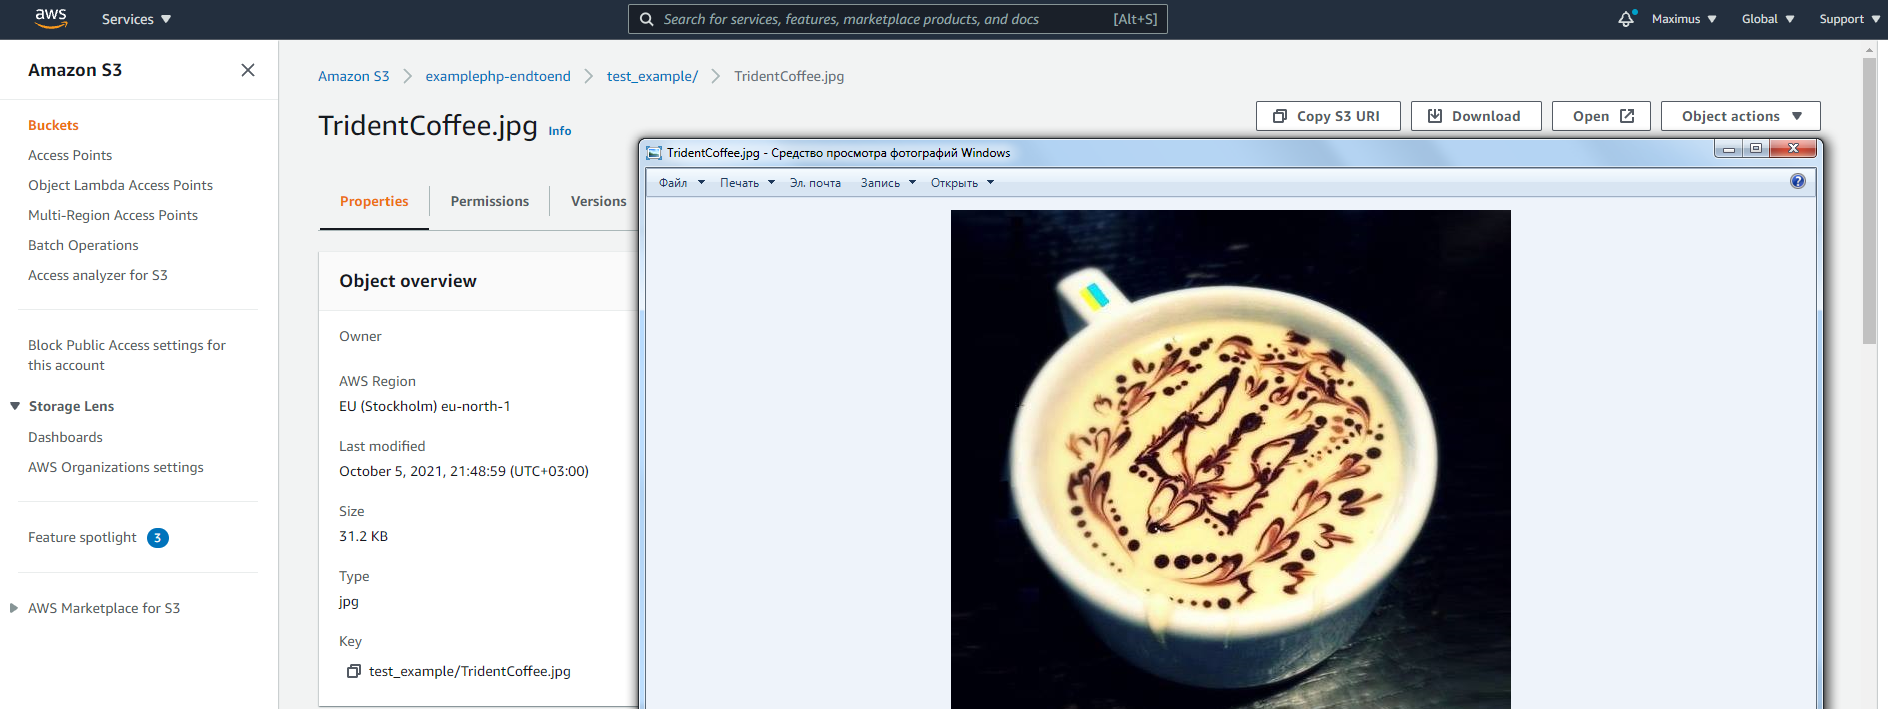 aws Services Search for services, features, marketplace products, and docs [Alt+S] Maximus Global Support
Amazon S3
Buckets
Access Points
Object Lambda Access Points
Multi-Region Access Points
Batch Operations
Access analyzer for S3
Block Public Access settings for
this account
Storage Lens
Dashboards
AWS Organizations settings
Feature spotlight 3
AWS Marketplace for S3
Amazon S3 examplephp-endtoend test_example/ TridentCoffee.jpg
TridentCoffee.jpg Info
Copy S3 URI Download Open Object actions
Properties Permissions Versions
Object overview
Owner
AWS Region
EU (Stockholm) eu-north-1
Last modified
October 5, 2021, 21:48:59 (UTC+03:00)
Size
31.2 KB
Type
jpg
Key
test_example/TridentCoffee.jpg
TridentCoffee.jpg - Средство просмотра фотографий Windows
Файл Печать Эл. почта Запись Открыть